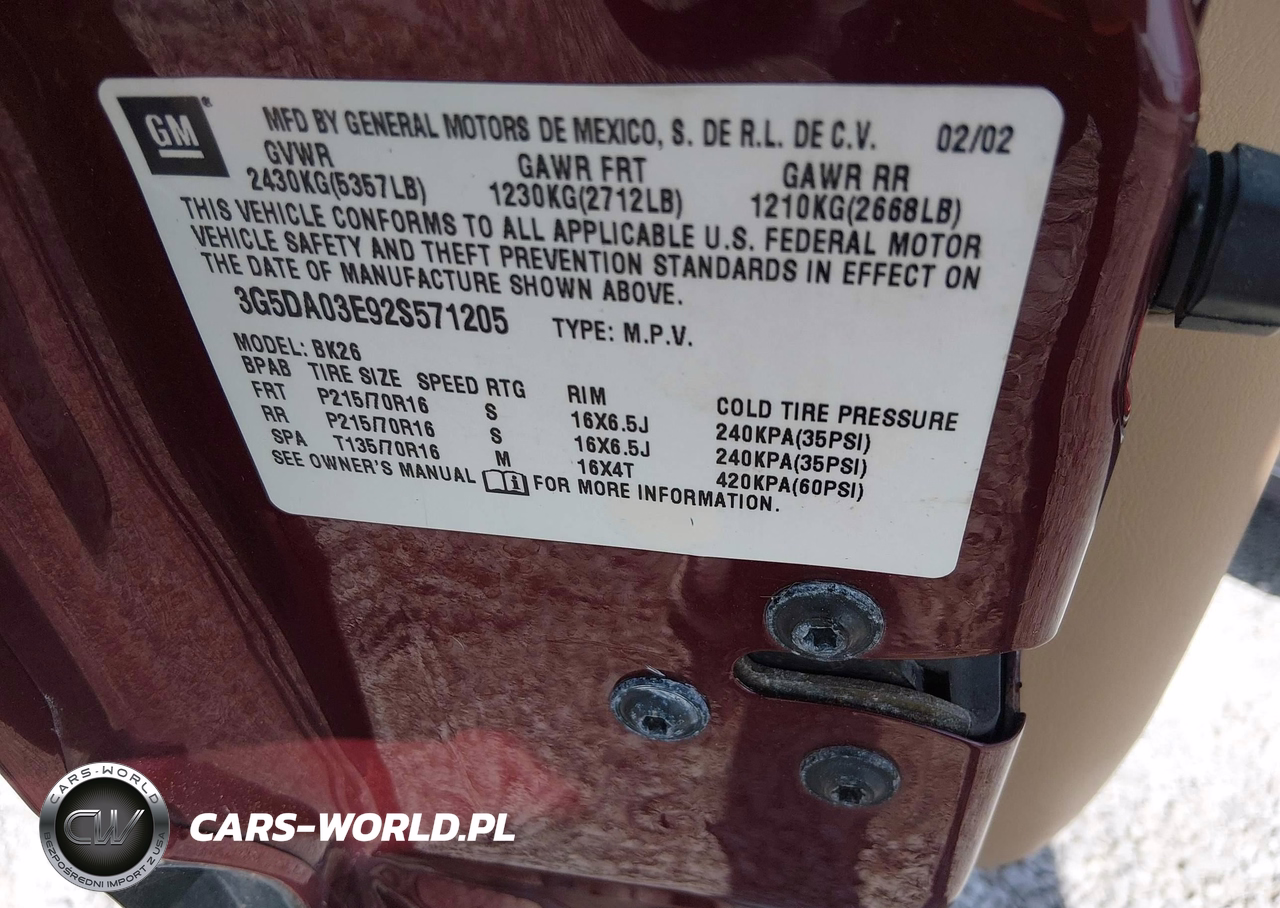 GM®
MFD BY GENERAL MOTORS DE MEXICO, S. DE R.L. DE C.V. 02/02
GVWR GAWR FRT GAWR RR
2430KG(5357LB) 1230KG(2712LB) 1210KG(2668LB)
THIS VEHICLE CONFORMS TO ALL APPLICABLE U.S. FEDERAL MOTOR
VEHICLE SAFETY AND THEFT PREVENTION STANDARDS IN EFFECT ON
THE DATE OF MANUFACTURE SHOWN ABOVE.
3G5DA03E92S571205 TYPE: M.P.V.
MODEL: BK26
BPAB TIRE SIZE SPEED RTG RIM COLD TIRE PRESSURE
FRT P215/70R16 S 16X6.5J 240KPA(35PSI)
RR P215/70R16 S 16X6.5J 240KPA(35PSI)
SPA T135/70R16 M 16X4T 420KPA(60PSI)
SEE OWNER'S MANUAL FOR MORE INFORMATION.
CARS-WORLD
CW
BEZPOŚREDNI IMPORT Z USA
CARS-WORLD.PL